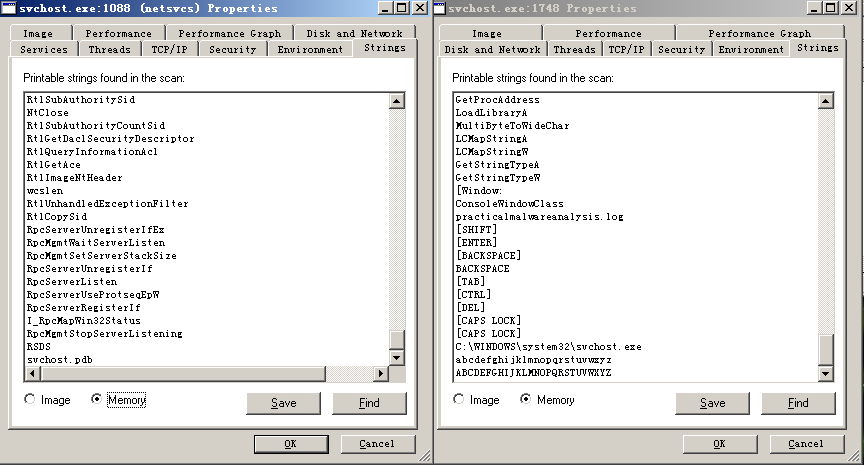 svchost.exe:1088 (netsvcs) Properties
Image Performance Performance Graph Disk and Network
Services Threads TCP/IP Security Environment Strings
Printable strings found in the scan:
RtlSubAuthoritySid
NtClose
RtlSubAuthorityCountSid
RtlGetDaclSecurityDescriptor
RtlQueryInformationAcl
RtlGetAce
RtlImageNtHeader
wcslen
RtlUnhandledExceptionFilter
RtlCopySid
RpcServerUnregisterIfEx
RpcMgmtWaitServerListen
RpcMgmtSetServerStackSize
RpcServerUnregisterIf
RpcServerListen
RpcServerUseProtseqEpW
RpcServerRegisterIf
I_RpcMapWin32Status
RpcMgmtStopServerListening
RSDS
svchost.pdb
Image Memory Save Find
OK Cancel
svchost.exe:1748 Properties
Image Performance Performance Graph
Disk and Network Threads TCP/IP Security Environment Strings
Printable strings found in the scan:
GetProcAddress
LoadLibraryA
MultiByteToWideChar
LCMapStringA
LCMapStringW
GetStringTypeA
GetStringTypeW
[Window:
ConsoleWindowClass
practicalmalwareanalysis.log
[SHIFT]
[ENTER]
[BACKSPACE]
BACKSPACE
[TAB]
[CTRL]
[DEL]
[CAPS LOCK]
[CAPS LOCK]
C:\WINDOWS\system32\svchost.exe
abcdefghijklmnopqrstuvwxyz
ABCDEFGHIJKLMNOPQRSTUVWXYZ
Image Memory Save Find
OK Cancel